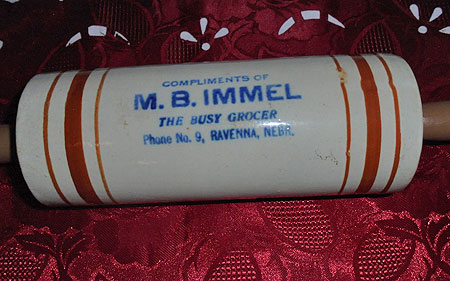 COMPLIMENTS OF
M. B. IMMEL
THE BUSY GROCER
Phone No. 9, RAVENNA, NEBR.